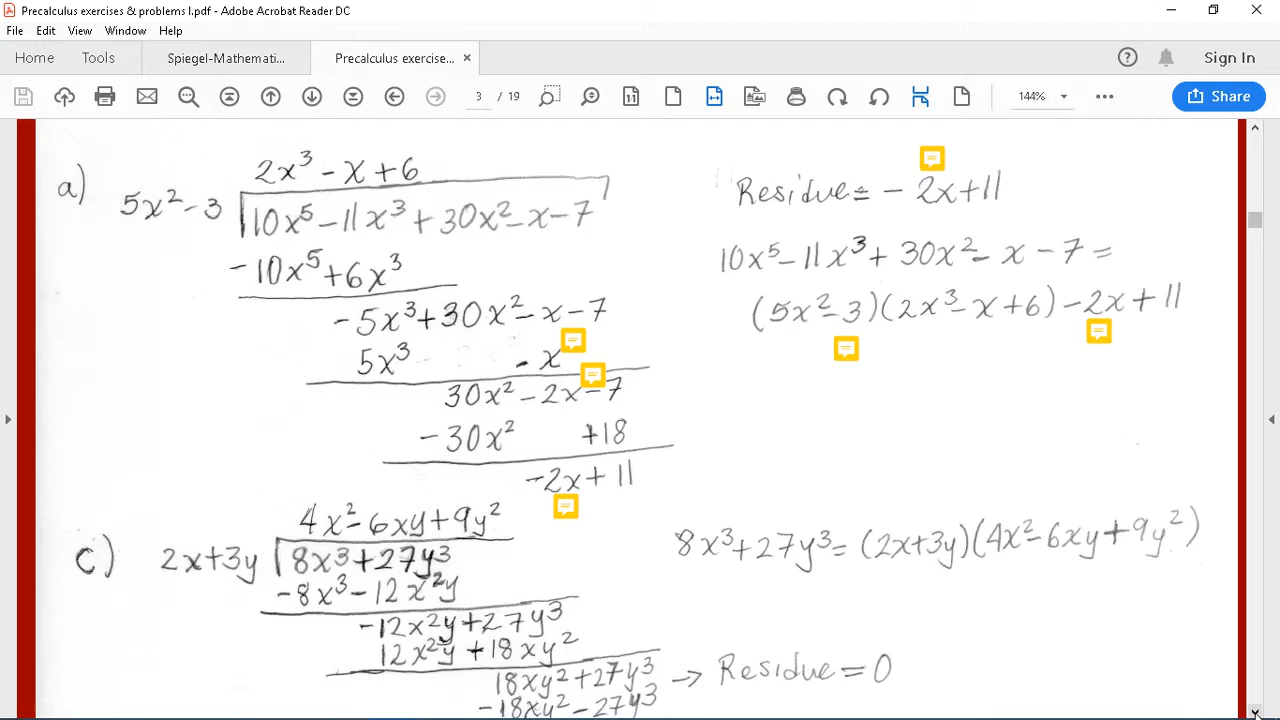 Precalculus exercises & problems I.pdf - Adobe Acrobat Reader DC
File Edit View Window Help
Home Tools Spiegel-Mathemati... Precalculus exercise... ×
/ 19 144% Sign In
Share
a) 2x³ - x + 6
5x² - 3 10x⁵ - 11x³ + 30x² - x - 7
- 10x⁵ + 6x³
- 5x³ + 30x² - x - 7
5x³ - x
30x² - 2x - 7
- 30x² + 18
- 2x + 11
Residue = - 2x + 11
10x⁵ - 11x³ + 30x² - x - 7 =
(5x² - 3)(2x³ - x + 6) - 2x + 11
c) 4x² - 6xy + 9y²
2x + 3y 8x³ + 27y³
- 8x³ - 12x²y
- 12x²y + 27y³
12x²y + 18xy²
18xy² + 27y³ → Residue = 0
- 18xy² - 27y³
8x³ + 27y³ = (2x + 3y)(4x² - 6xy + 9y²)